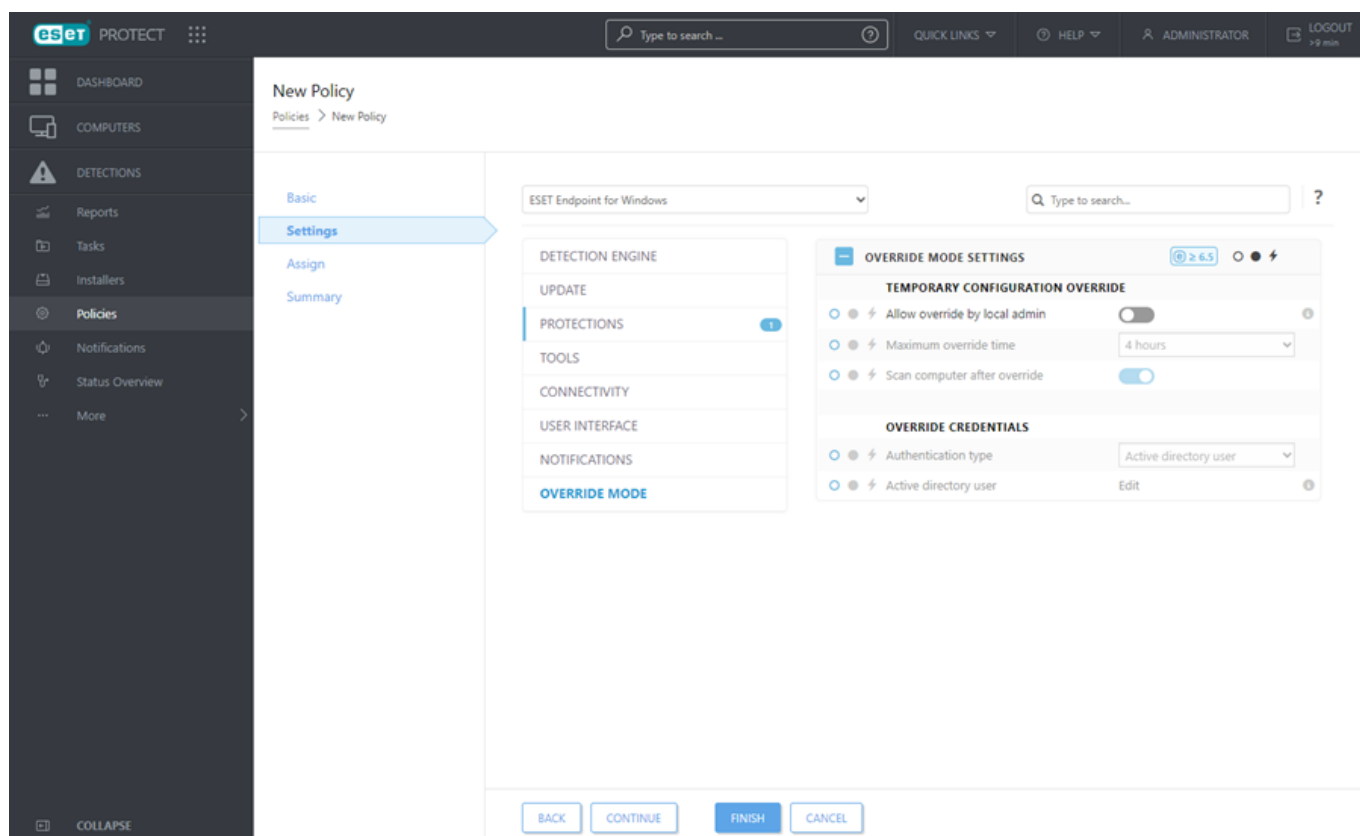 eset PROTECT
Type to search ...
?
QUICK LINKS
? HELP
ADMINISTRATOR
LOGOUT
>9 min
DASHBOARD
COMPUTERS
DETECTIONS
Reports
Tasks
Installers
Policies
Notifications
Status Overview
More
COLLAPSE
New Policy
Policies > New Policy
Basic
Settings
Assign
Summary
ESET Endpoint for Windows
Type to search...
?
DETECTION ENGINE
UPDATE
PROTECTIONS 1
TOOLS
CONNECTIVITY
USER INTERFACE
NOTIFICATIONS
OVERRIDE MODE
OVERRIDE MODE SETTINGS ≥ 6.5
TEMPORARY CONFIGURATION OVERRIDE
Allow override by local admin
Maximum override time 4 hours
Scan computer after override
OVERRIDE CREDENTIALS
Authentication type Active directory user
Active directory user Edit
BACK CONTINUE FINISH CANCEL